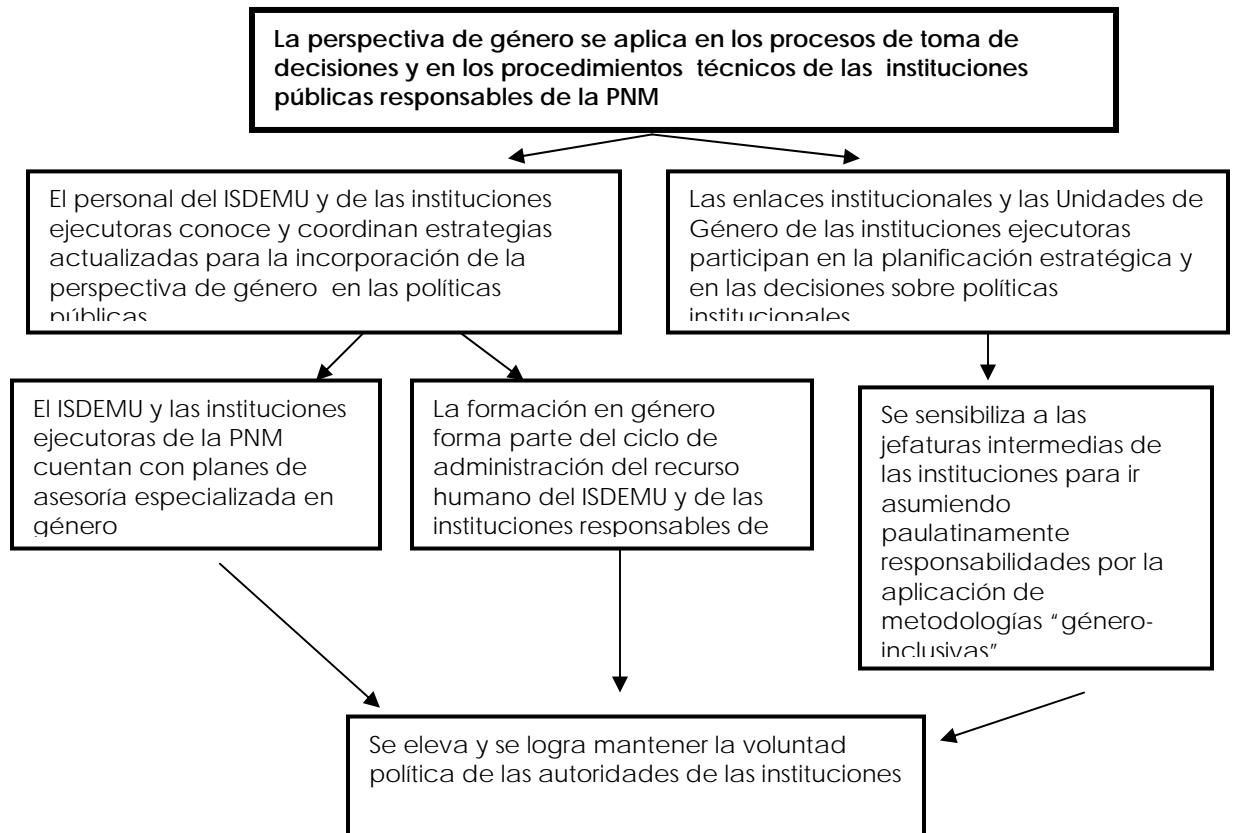 La perspectiva de género se aplica en los procesos de toma de
decisiones y en los procedimientos técnicos de las instituciones
públicas responsables de la PNM
El personal del ISDEMU y de las instituciones
ejecutoras conoce y coordinan estrategias
actualizadas para la incorporación de la
perspectiva de género en las políticas
públicas
Las enlaces institucionales y las Unidades de
Género de las instituciones ejecutoras
participan en la planificación estratégica y
en las decisiones sobre políticas
institucionales
El ISDEMU y las instituciones
ejecutoras de la PNM
cuentan con planes de
asesoría especializada en
género
La formación en género
forma parte del ciclo de
administración del recurso
humano del ISDEMU y de las
instituciones responsables de
Se sensibiliza a las
jefaturas intermedias de
las instituciones para ir
asumiendo
paulatinamente
responsabilidades por la
aplicación de
metodologías “género-
inclusivas”
Se eleva y se logra mantener la voluntad
política de las autoridades de las instituciones